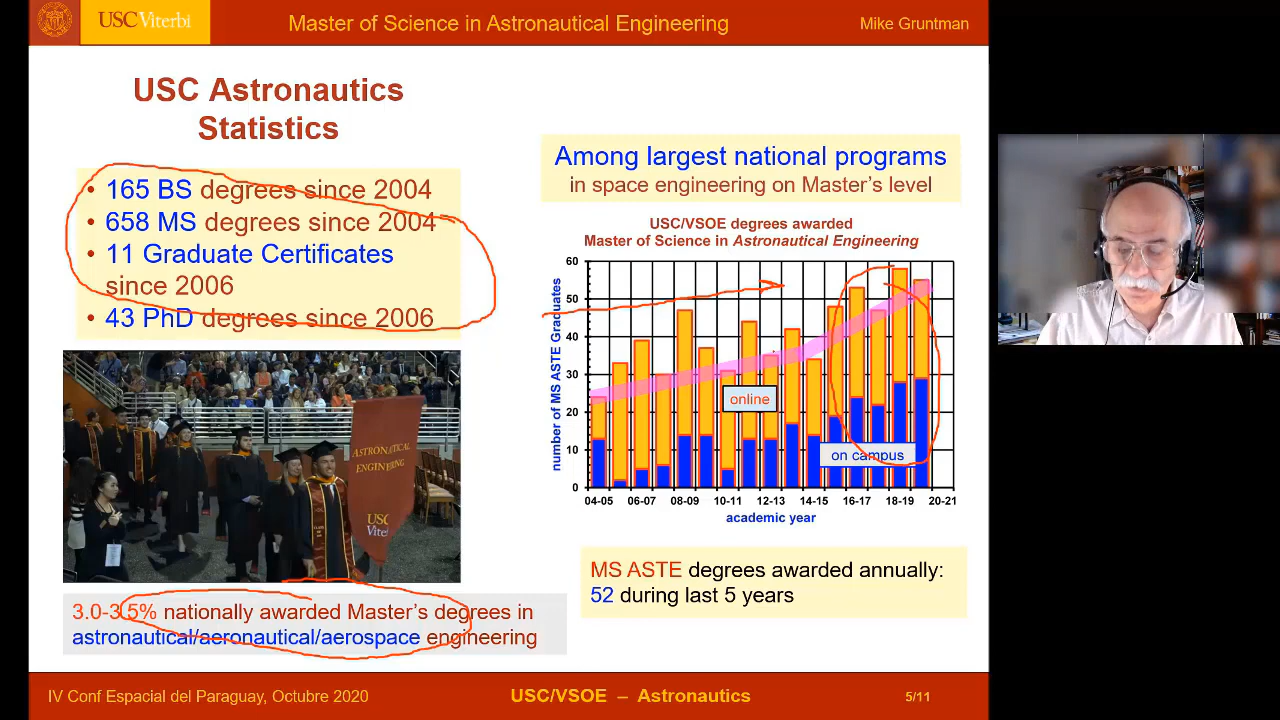 USC Viterbi
Master of Science in Astronautical Engineering
Mike Gruntman
USC Astronautics
Statistics
• 165 BS degrees since 2004
• 658 MS degrees since 2004
• 11 Graduate Certificates
since 2006
• 43 PhD degrees since 2006
ASTRONAUTICAL
ENGINEERING
USC
3.0-3.5% nationally awarded Master's degrees in
astronautical/aeronautical/aerospace engineering
Among largest national programs
in space engineering on Master's level
USC/VSOE degrees awarded
Master of Science in Astronautical Engineering
number of MS ASTE Graduates
60
50
40
30
20
10
0
online
on campus
04-05 06-07 08-09 10-11 12-13 14-15 16-17 18-19 20-21
academic year
MS ASTE degrees awarded annually:
52 during last 5 years
IV Conf Espacial del Paraguay, Octubre 2020
USC/VSOE – Astronautics
5/11